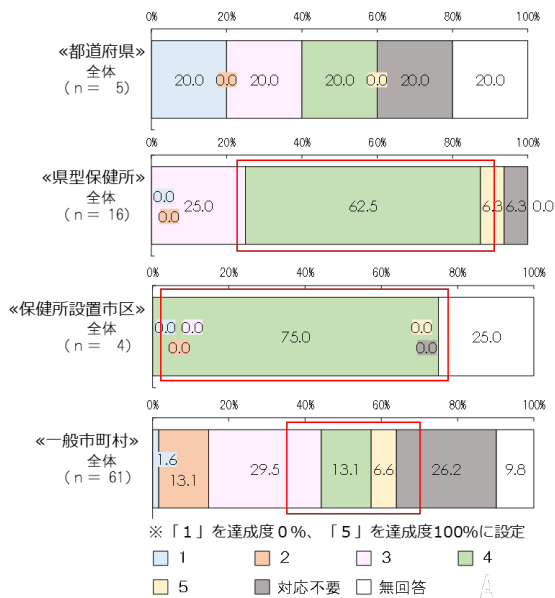 0% 20% 40% 60% 80% 100%
≪都道府県≫
全体
(n= 5)
20.0 0.0 20.0 20.0 0.0 20.0 20.0
0% 20% 40% 60% 80% 100%
≪県型保健所≫
全体
(n= 16)
0.0 0.0 25.0 62.5 6.3 6.3 0.0
0% 20% 40% 60% 80% 100%
≪保健所設置市区≫
全体
(n= 4)
0.0 0.0 0.0 75.0 0.0 0.0 25.0
0% 20% 40% 60% 80% 100%
≪一般市町村≫
全体
(n= 61)
1.6 13.1 29.5 13.1 6.6 26.2 9.8
※「1」を達成度0%、「5」を達成度100%に設定
1 2 3 4
5 対応不要 無回答